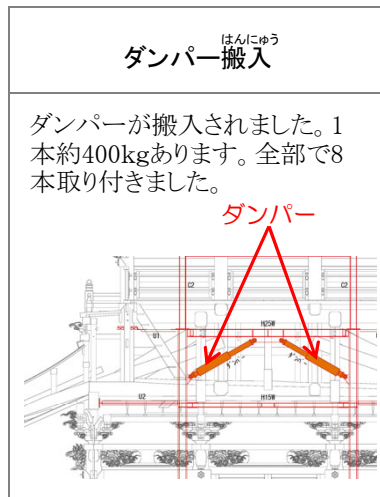 はんにゅう
ダンパー搬入
ダンパーが搬入されました。1
本約400kgあります。全部で8
本取り付きました。
ダンパー
C2
C2
H25W
U1
U2
H15W